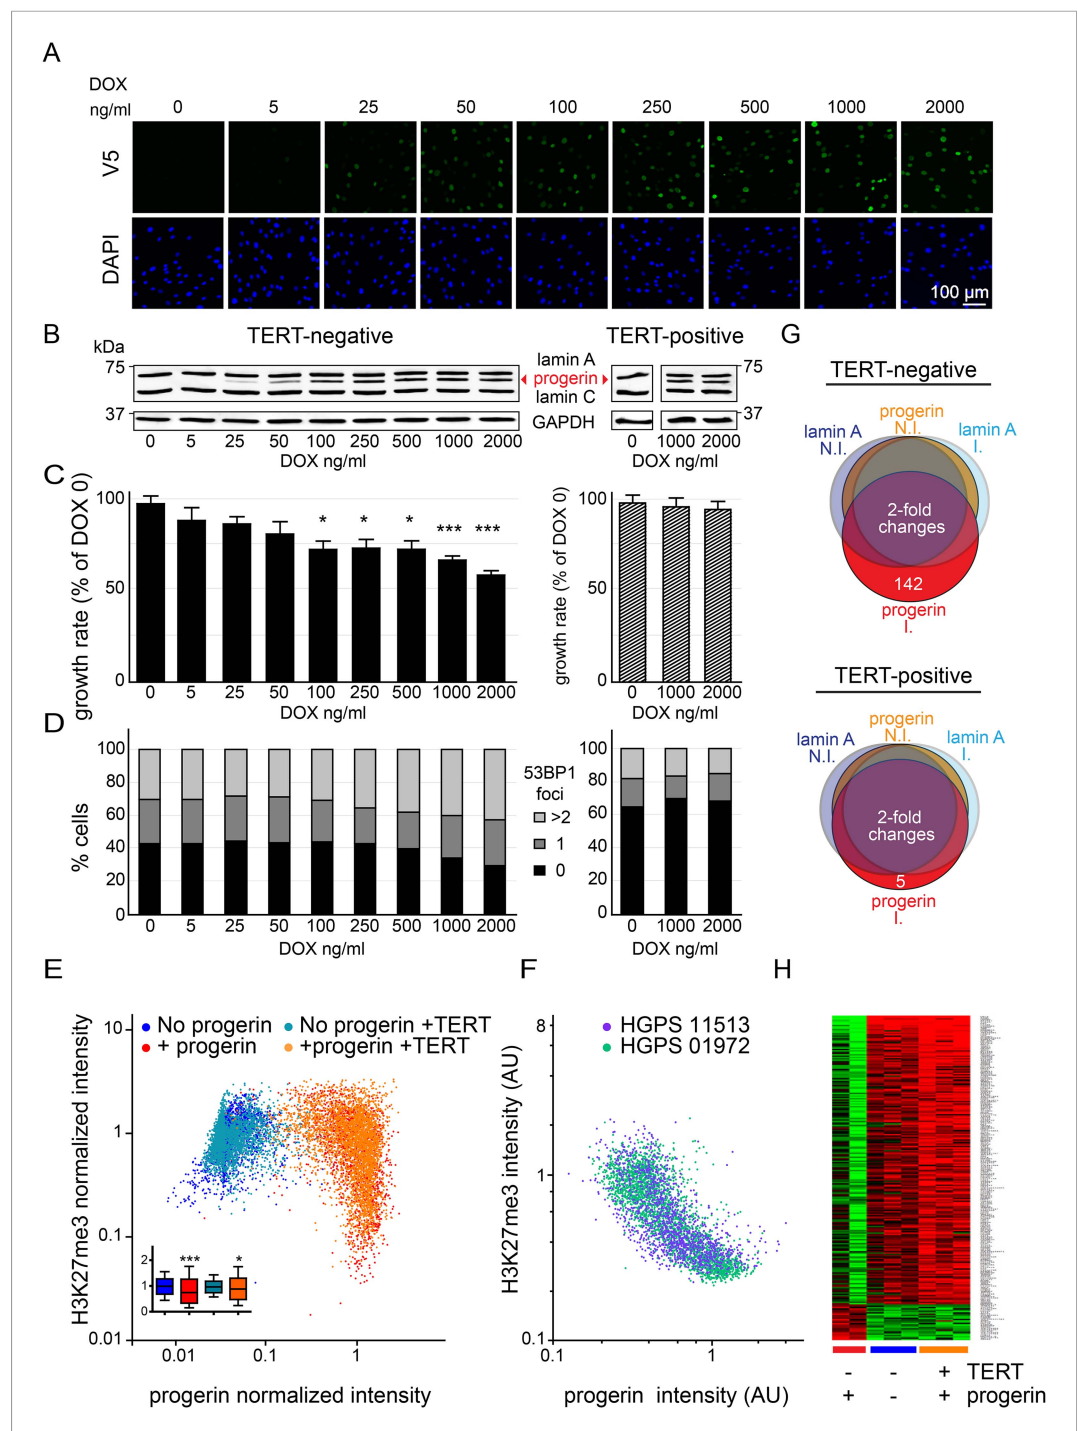 A
DOX
ng/ml 0 5 25 50 100 250 500 1000 2000
V5
DAPI
100 µm
B TERT-negative TERT-positive
kDa
75 lamin A 75
progerin
lamin C
37 GAPDH 37
0 5 25 50 100 250 500 1000 2000 0 1000 2000
DOX ng/ml DOX ng/ml
C
growth rate (% of DOX 0)
100
50
0
* * * *** ***
0 5 25 50 100 250 500 1000 2000
DOX ng/ml
growth rate (% of DOX 0)
100
50
0
0 1000 2000
DOX ng/ml
D
% cells
100
80
60
40
20
0
0 5 25 50 100 250 500 1000 2000
DOX ng/ml
53BP1
foci
>2
1
0
100
80
60
40
20
0
0 1000 2000
DOX ng/ml
G
TERT-negative
progerin
N.I.
lamin A
N.I.
lamin A
I.
2-fold
changes
142
progerin
I.
TERT-positive
progerin
N.I.
lamin A
N.I.
lamin A
I.
2-fold
changes
5
progerin
I.
E
H3K27me3 normalized intensity
No progerin No progerin +TERT
+ progerin +progerin +TERT
10
1
0.1
0.01
2
1
0
*** *
0.01 0.1 1
progerin normalized intensity
F
H3K27me3 intensity (AU)
HGPS 11513
HGPS 01972
8
1
0.1
0.1 1
progerin intensity (AU)
H
- - + TERT
+ - + progerin